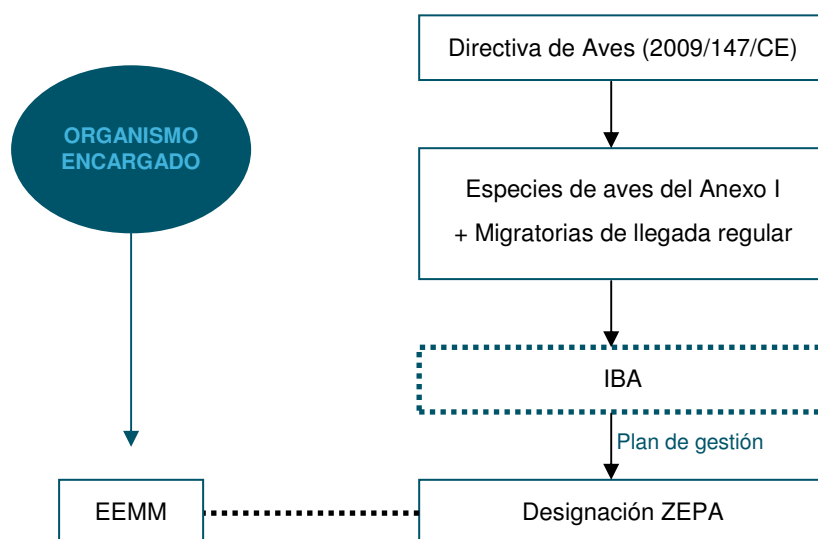 Directiva de Aves (2009/147/CE)
ORGANISMO
ENCARGADO
Especies de aves del Anexo I
+ Migratorias de llegada regular
IBA
Plan de gestión
EEMM
Designación ZEPA